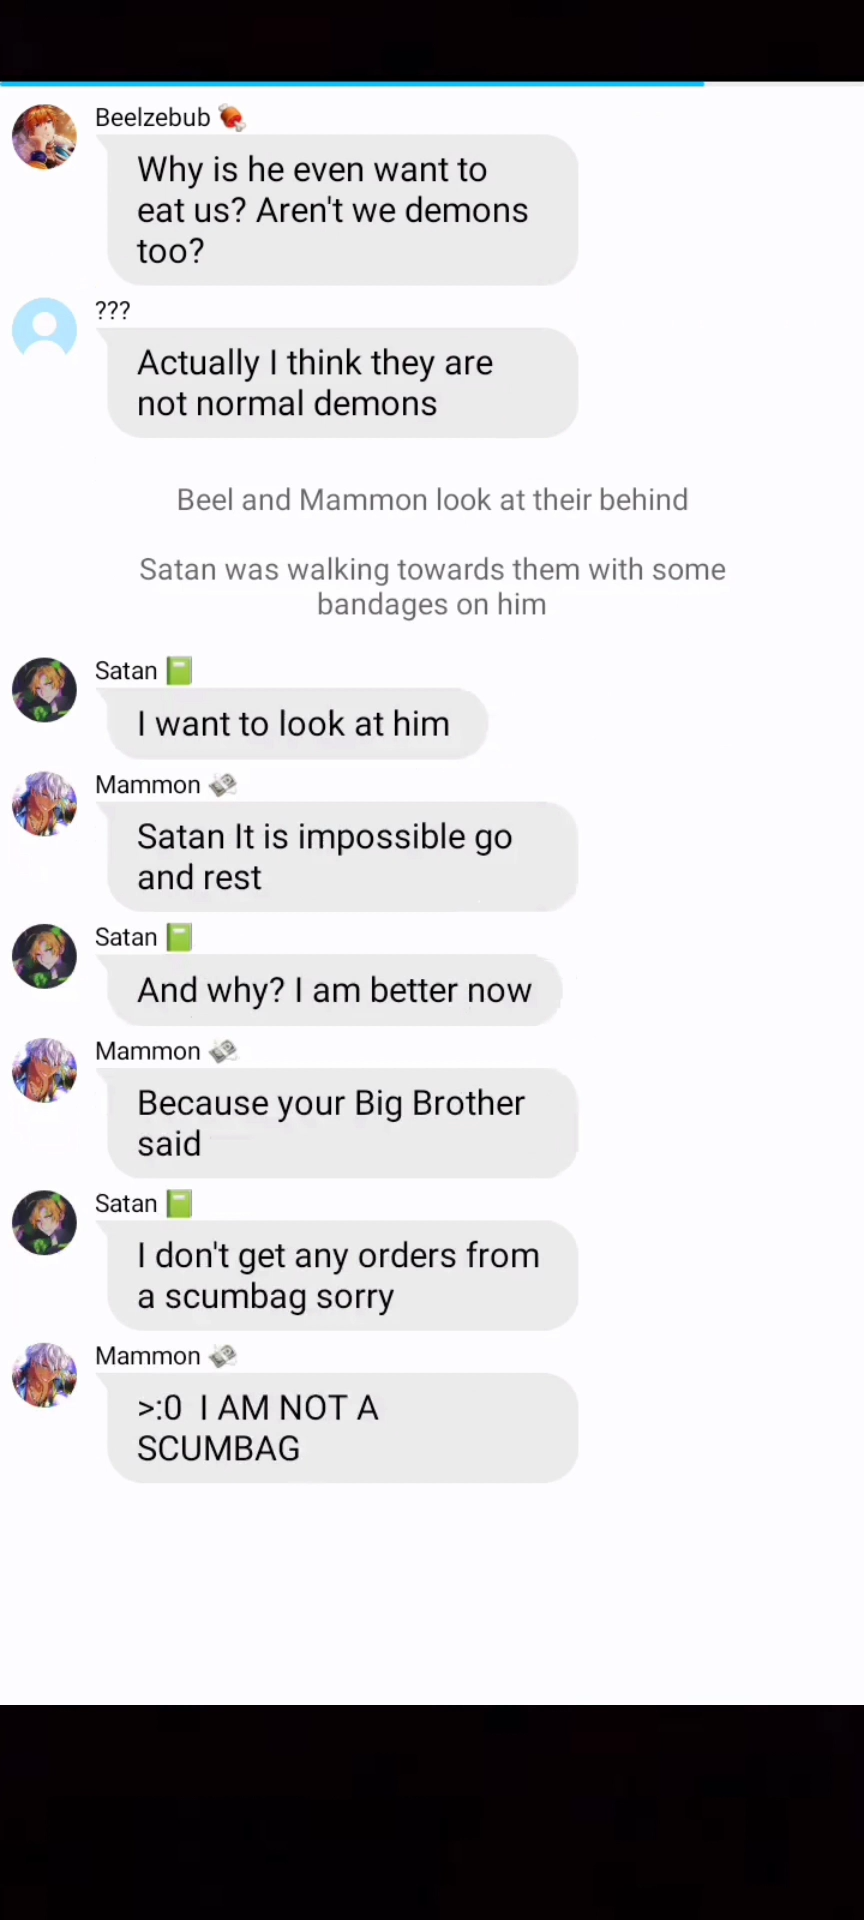 Beelzebub 🍖
Why is he even want to
eat us? Aren't we demons
too?
???
Actually I think they are
not normal demons
Beel and Mammon look at their behind
Satan was walking towards them with some
bandages on him
Satan 📗
I want to look at him
Mammon 💸
Satan It is impossible go
and rest
Satan 📗
And why? I am better now
Mammon 💸
Because your Big Brother
said
Satan 📗
I don't get any orders from
a scumbag sorry
Mammon 💸
>:0  I AM NOT A
SCUMBAG